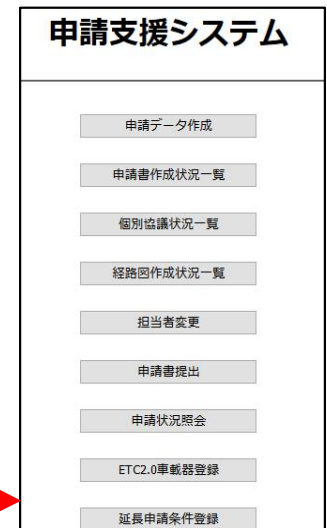 申請支援システム
申請データ作成
申請書作成状況一覧
個別協議状況一覧
経路図作成状況一覧
担当者変更
申請書提出
申請状況照会
ETC2.0車載器登録
延長申請条件登録